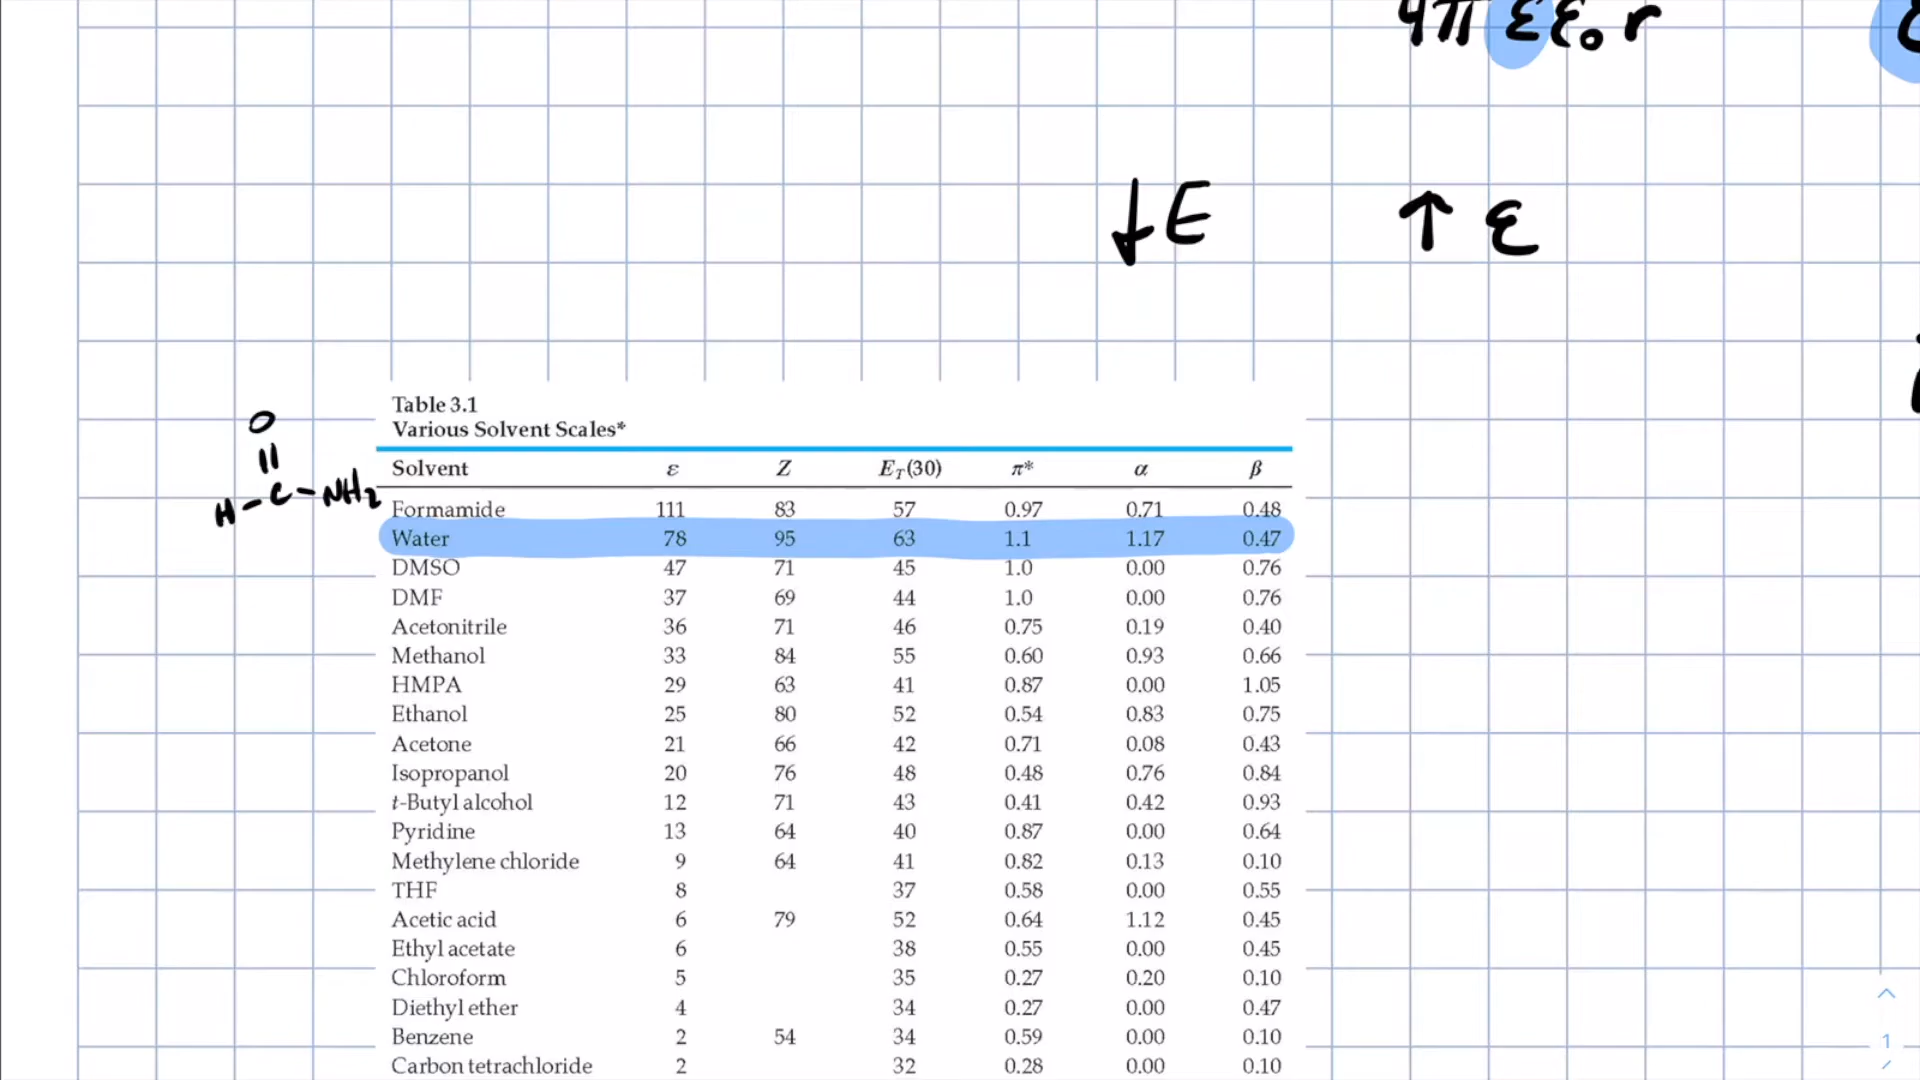 4π εε₀ r
↓E ↑ ε
O
||
H-C-NH₂
Table 3.1
Various Solvent Scales*
Solvent ε Z E_T(30) π* α β
Formamide 111 83 57 0.97 0.71 0.48
Water 78 95 63 1.1 1.17 0.47
DMSO 47 71 45 1.0 0.00 0.76
DMF 37 69 44 1.0 0.00 0.76
Acetonitrile 36 71 46 0.75 0.19 0.40
Methanol 33 84 55 0.60 0.93 0.66
HMPA 29 63 41 0.87 0.00 1.05
Ethanol 25 80 52 0.54 0.83 0.75
Acetone 21 66 42 0.71 0.08 0.43
Isopropanol 20 76 48 0.48 0.76 0.84
t-Butyl alcohol 12 71 43 0.41 0.42 0.93
Pyridine 13 64 40 0.87 0.00 0.64
Methylene chloride 9 64 41 0.82 0.13 0.10
THF 8 37 0.58 0.00 0.55
Acetic acid 6 79 52 0.64 1.12 0.45
Ethyl acetate 6 38 0.55 0.00 0.45
Chloroform 5 35 0.27 0.20 0.10
Diethyl ether 4 34 0.27 0.00 0.47
Benzene 2 54 34 0.59 0.00 0.10
Carbon tetrachloride 2 32 0.28 0.00 0.10
1